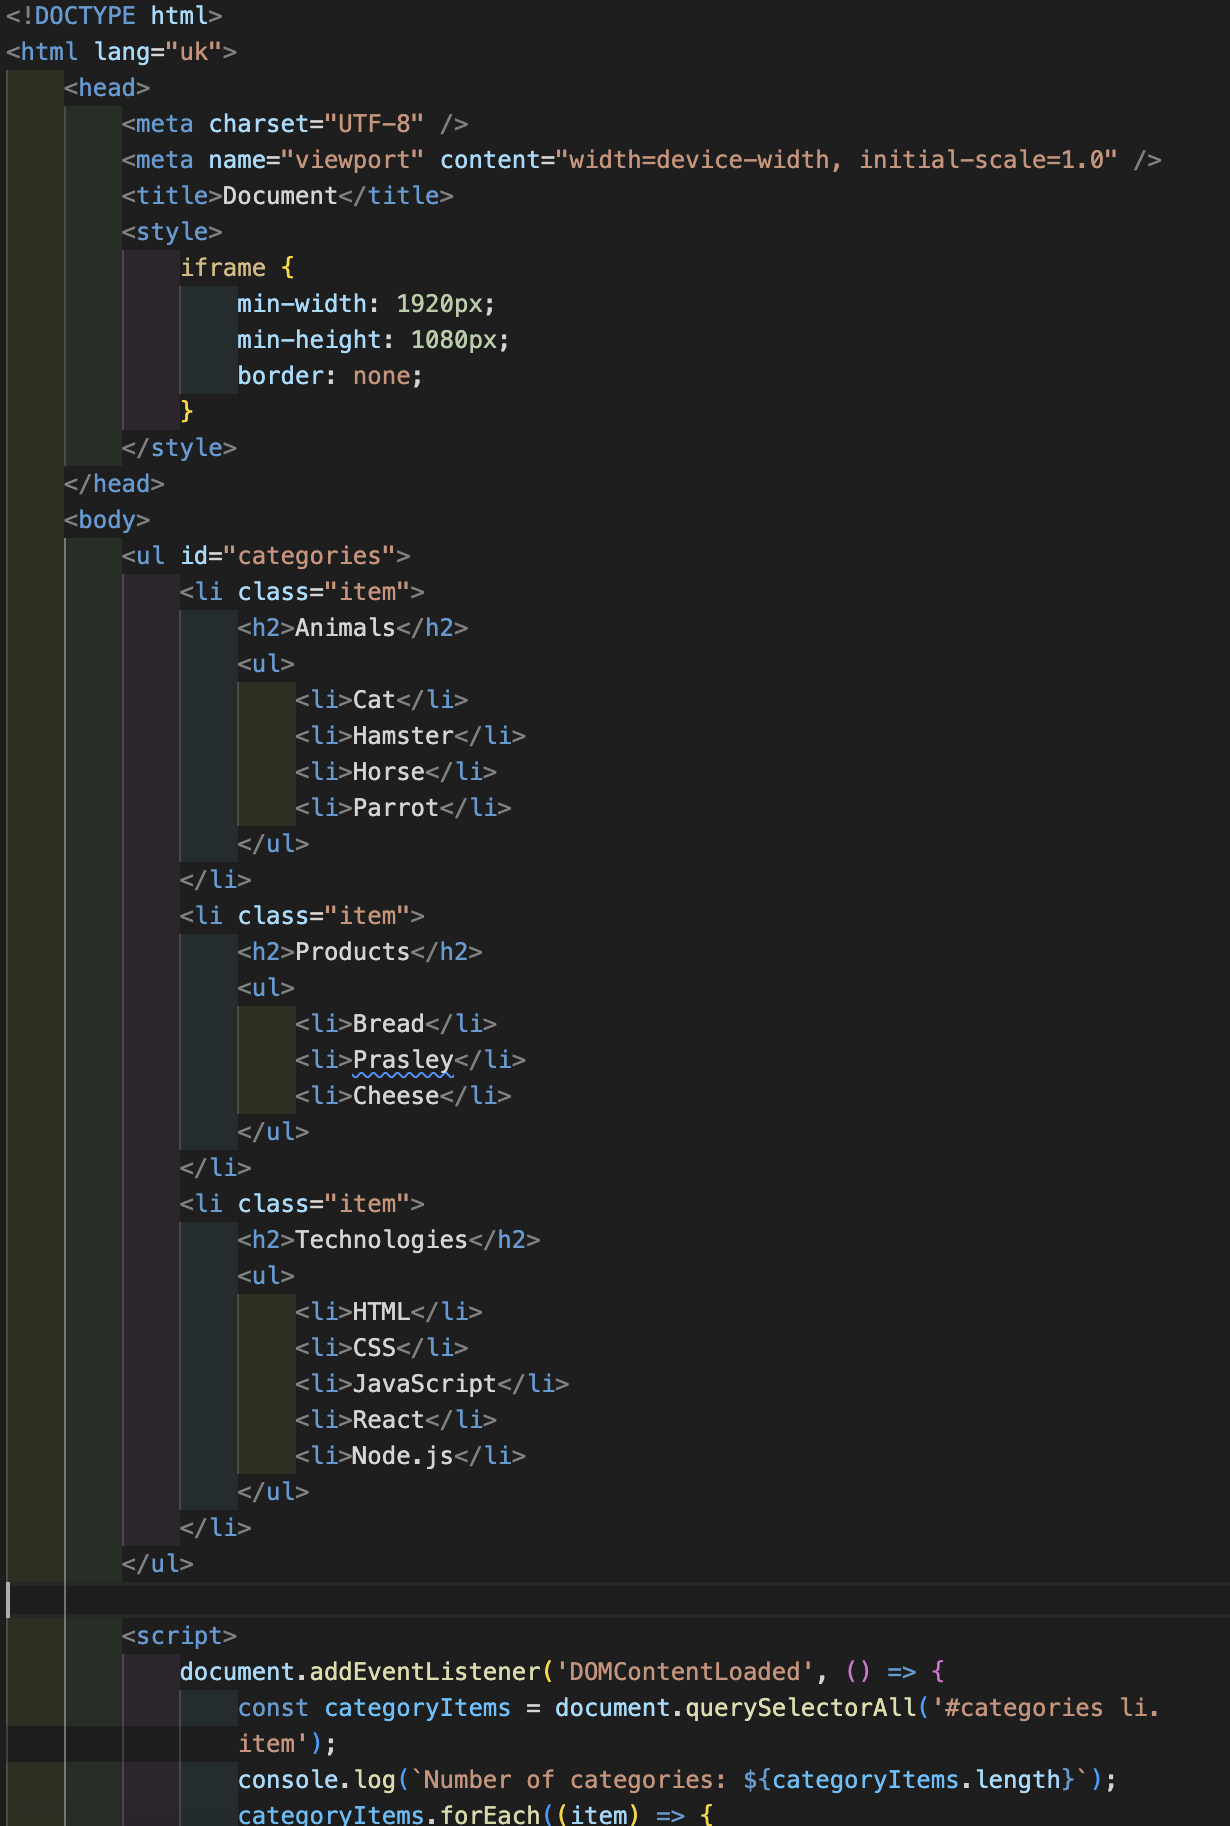 <!DOCTYPE html>
<html lang="uk">
<head>
<meta charset="UTF-8" />
<meta name="viewport" content="width=device-width, initial-scale=1.0" />
<title>Document</title>
<style>
iframe {
min-width: 1920px;
min-height: 1080px;
border: none;
}
</style>
</head>
<body>
<ul id="categories">
<li class="item">
<h2>Animals</h2>
<ul>
<li>Cat</li>
<li>Hamster</li>
<li>Horse</li>
<li>Parrot</li>
</ul>
</li>
<li class="item">
<h2>Products</h2>
<ul>
<li>Bread</li>
<li>Prasley</li>
<li>Cheese</li>
</ul>
</li>
<li class="item">
<h2>Technologies</h2>
<ul>
<li>HTML</li>
<li>CSS</li>
<li>JavaScript</li>
<li>React</li>
<li>Node.js</li>
</ul>
</li>
</ul>
<script>
document.addEventListener('DOMContentLoaded', () => {
const categoryItems = document.querySelectorAll('#categories li.
item');
console.log(`Number of categories: ${categoryItems.length}`);
categoryItems.forEach((item) => {